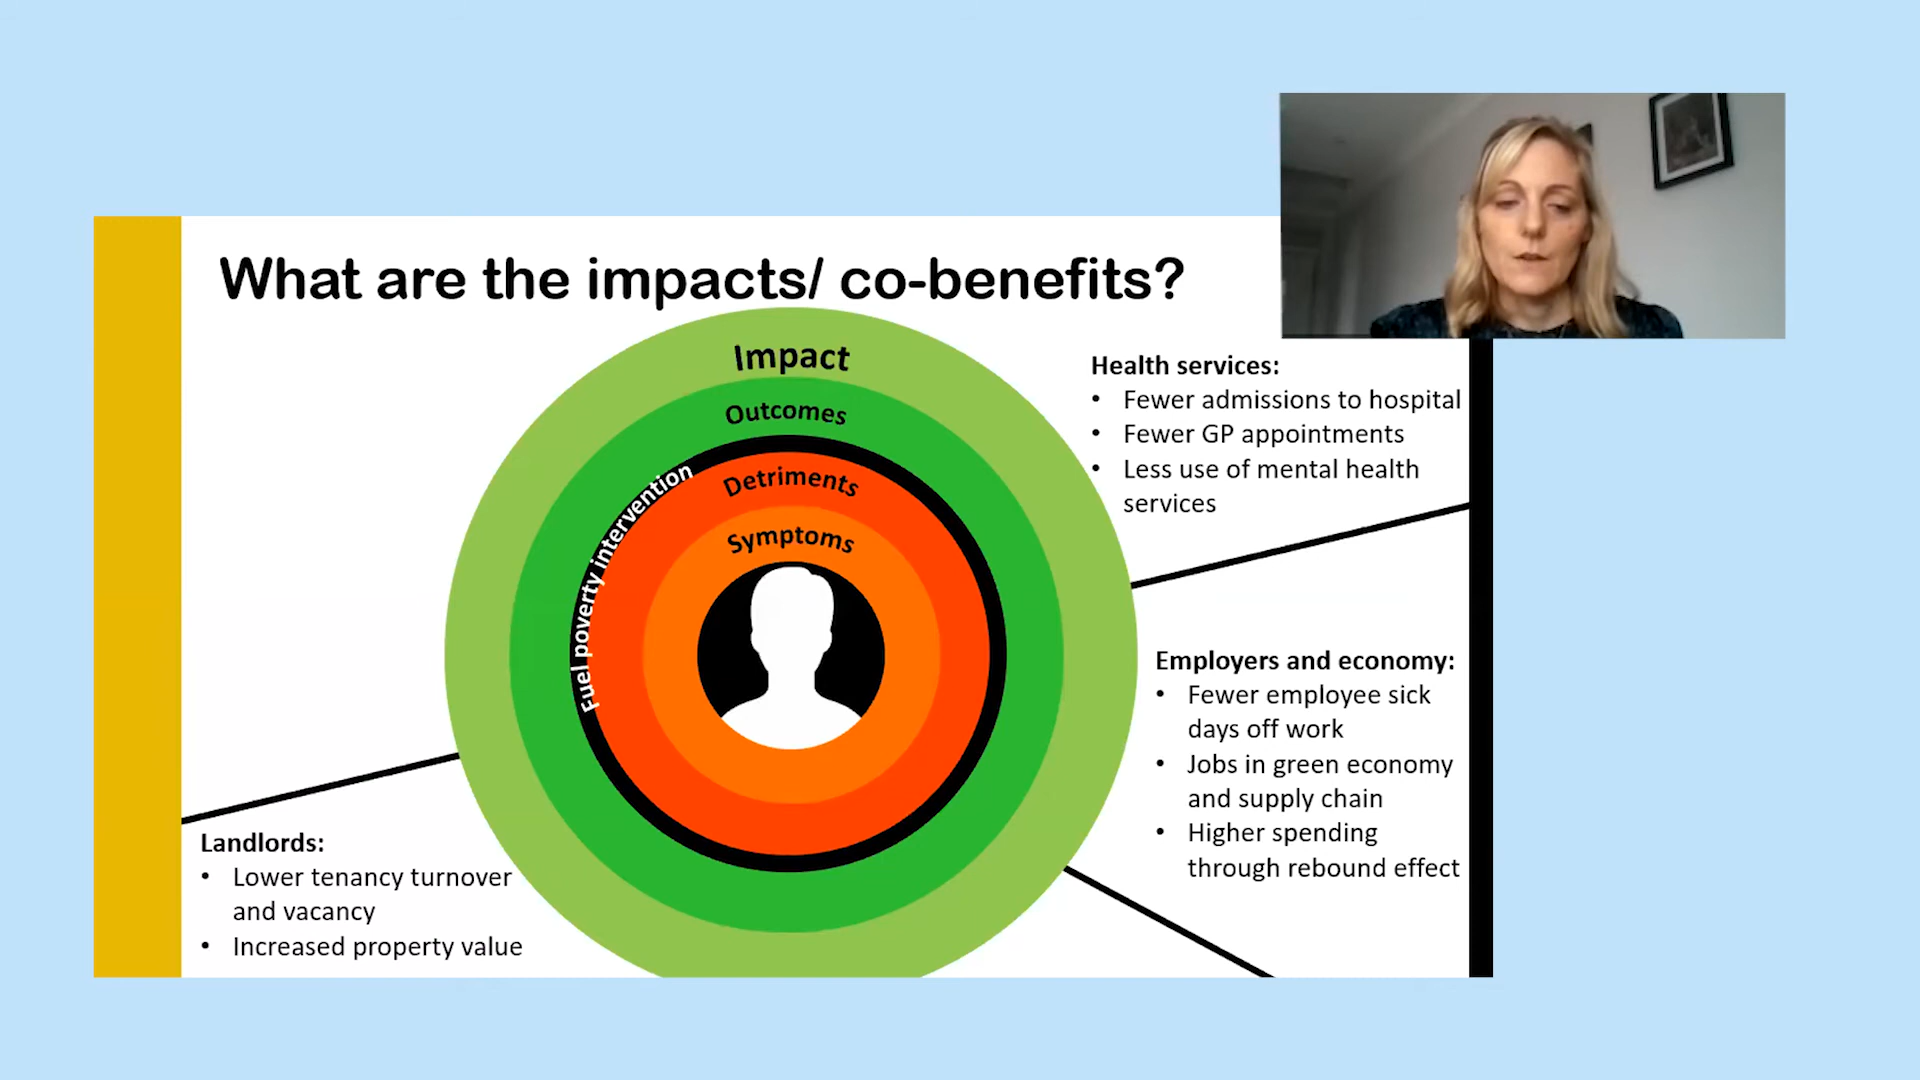 What are the impacts/ co-benefits?
Impact
Outcomes
Fuel poverty intervention
Detriments
Symptoms
Health services:
• Fewer admissions to hospital
• Fewer GP appointments
• Less use of mental health
services
Employers and economy:
• Fewer employee sick
days off work
• Jobs in green economy
and supply chain
• Higher spending
through rebound effect
Landlords:
• Lower tenancy turnover
and vacancy
• Increased property value